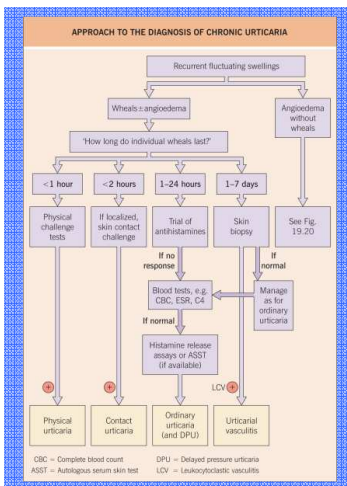 APPROACH TO THE DIAGNOSIS OF CHRONIC URTICARIA
Recurrent fluctuating swellings
Wheals ± angioedema
Angioedema
without
wheals
'How long do individual wheals last?'
<1 hour
<2 hours
1–24 hours
1–7 days
Physical
challenge
tests
If localized,
skin contact
challenge
Trial of
antihistamines
Skin
biopsy
See Fig.
19.20
If no
response
If
normal
Blood tests, e.g.
CBC, ESR, C4
Manage
as for
ordinary
urticaria
If normal
Histamine release
assays or ASST
(if available)
+
+
LCV +
Physical
urticaria
Contact
urticaria
Ordinary
urticaria
(and DPU)
Urticarial
vasculitis
CBC = Complete blood count
DPU = Delayed pressure urticaria
ASST = Autologous serum skin test
LCV = Leukocytoclastic vasculitis